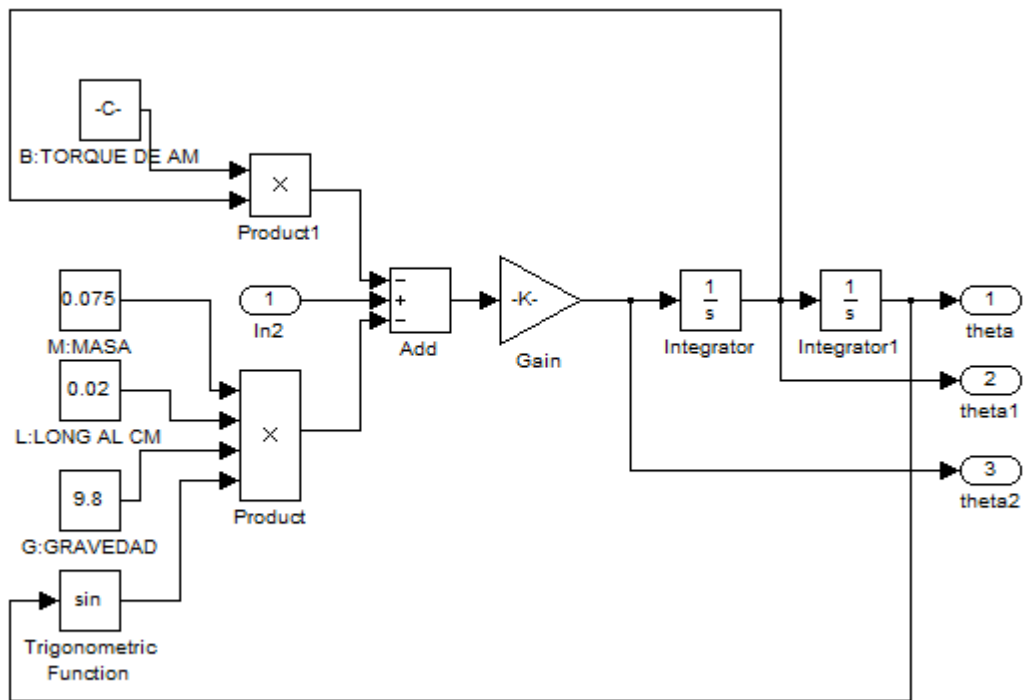 -C-
B:TORQUE DE AM
×
Product1
0.075
M:MASA
1
In2
−
+
−
Add
-K-
Gain
1
s
Integrator
1
s
Integrator1
1
theta
2
theta1
3
theta2
0.02
L:LONG AL CM
×
Product
9.8
G:GRAVEDAD
sin
Trigonometric
Function